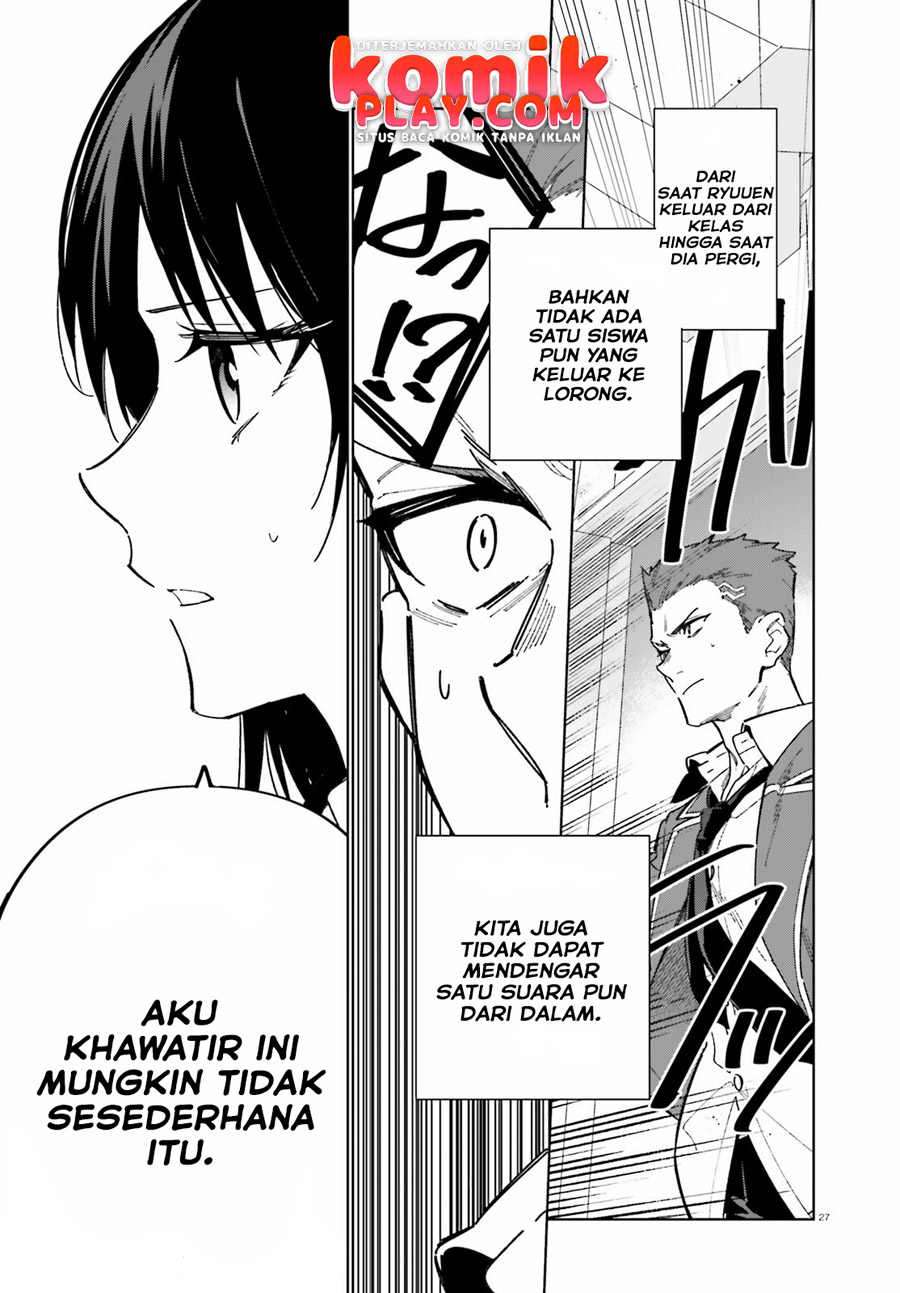 DITERJEMAHKAN OLEH
komik
PLAY.COM
SITUS BACA KOMIK TANPA IKLAN
DARI
SAAT RYUUEN
KELUAR DARI
KELAS
HINGGA SAAT
DIA PERGI,
BAHKAN
TIDAK ADA
SATU SISWA
PUN YANG
KELUAR KE
LORONG.
なっ!?
KITA JUGA
TIDAK DAPAT
MENDENGAR
SATU SUARA PUN
DARI DALAM.
AKU
KHAWATIR INI
MUNGKIN TIDAK
SESEDERHANA
ITU.
27